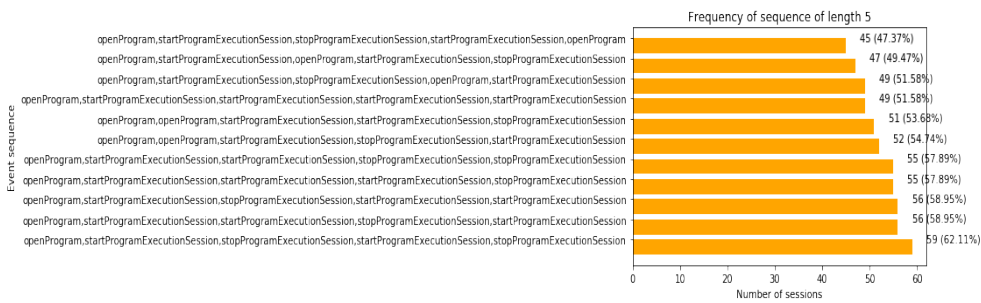 Frequency of sequence of length 5
openProgram,startProgramExecutionSession,stopProgramExecutionSession,startProgramExecutionSession,openProgram 45 (47.37%)
openProgram,startProgramExecutionSession,openProgram,startProgramExecutionSession,stopProgramExecutionSession 47 (49.47%)
openProgram,startProgramExecutionSession,stopProgramExecutionSession,openProgram,startProgramExecutionSession 49 (51.58%)
openProgram,startProgramExecutionSession,startProgramExecutionSession,startProgramExecutionSession,startProgramExecutionSession 49 (51.58%)
openProgram,openProgram,startProgramExecutionSession,startProgramExecutionSession,stopProgramExecutionSession 51 (53.68%)
openProgram,openProgram,startProgramExecutionSession,stopProgramExecutionSession,startProgramExecutionSession 52 (54.74%)
openProgram,startProgramExecutionSession,startProgramExecutionSession,stopProgramExecutionSession,stopProgramExecutionSession 55 (57.89%)
openProgram,startProgramExecutionSession,startProgramExecutionSession,startProgramExecutionSession,stopProgramExecutionSession 55 (57.89%)
openProgram,startProgramExecutionSession,stopProgramExecutionSession,startProgramExecutionSession,startProgramExecutionSession 56 (58.95%)
openProgram,startProgramExecutionSession,startProgramExecutionSession,stopProgramExecutionSession,startProgramExecutionSession 56 (58.95%)
openProgram,startProgramExecutionSession,stopProgramExecutionSession,startProgramExecutionSession,stopProgramExecutionSession 59 (62.11%)
Event sequence
0 10 20 30 40 50 60
Number of sessions